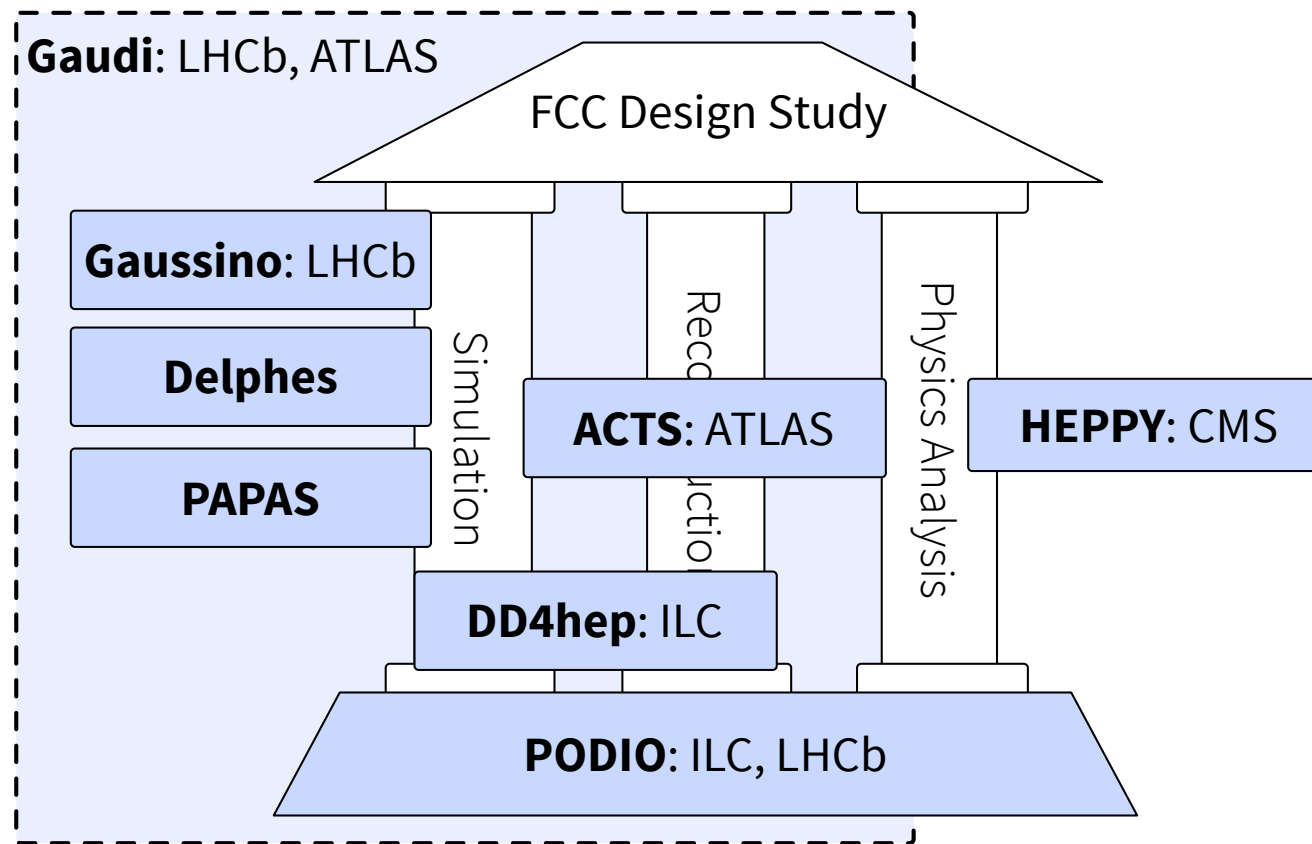 Gaudi: LHCb, ATLAS
FCC Design Study
Gaussino: LHCb
Delphes
PAPAS
Simulation
ACTS: ATLAS
Physics Analysis
HEPPY: CMS
DD4hep: ILC
PODIO: ILC, LHCb